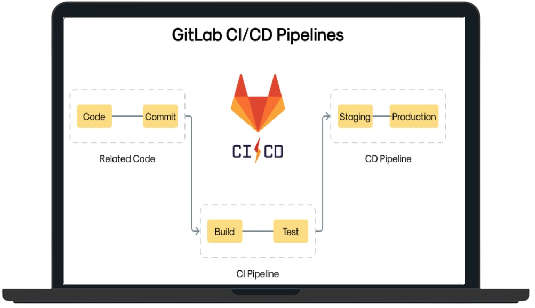 GitLab CI/CD Pipelines
Code
Commit
Related Code
CI CD
Staging
Production
CD Pipeline
Build
Test
CI Pipeline